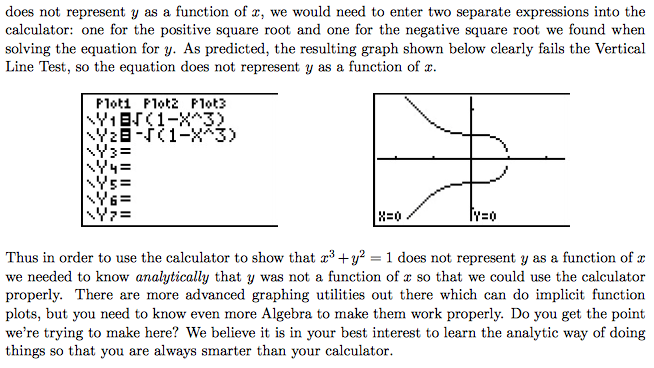 does not represent y as a function of x, we would need to enter two separate expressions into the
calculator: one for the positive square root and one for the negative square root we found when
solving the equation for y. As predicted, the resulting graph shown below clearly fails the Vertical
Line Test, so the equation does not represent y as a function of x.
Plot1 Plot2 Plot3
\Y1=√(1-X^3)
\Y2=-√(1-X^3)
\Y3=
\Y4=
\Y5=
\Y6=
\Y7=
X=0 Y=0
Thus in order to use the calculator to show that x³ + y² = 1 does not represent y as a function of x
we needed to know analytically that y was not a function of x so that we could use the calculator
properly. There are more advanced graphing utilities out there which can do implicit function
plots, but you need to know even more Algebra to make them work properly. Do you get the point
we're trying to make here? We believe it is in your best interest to learn the analytic way of doing
things so that you are always smarter than your calculator.